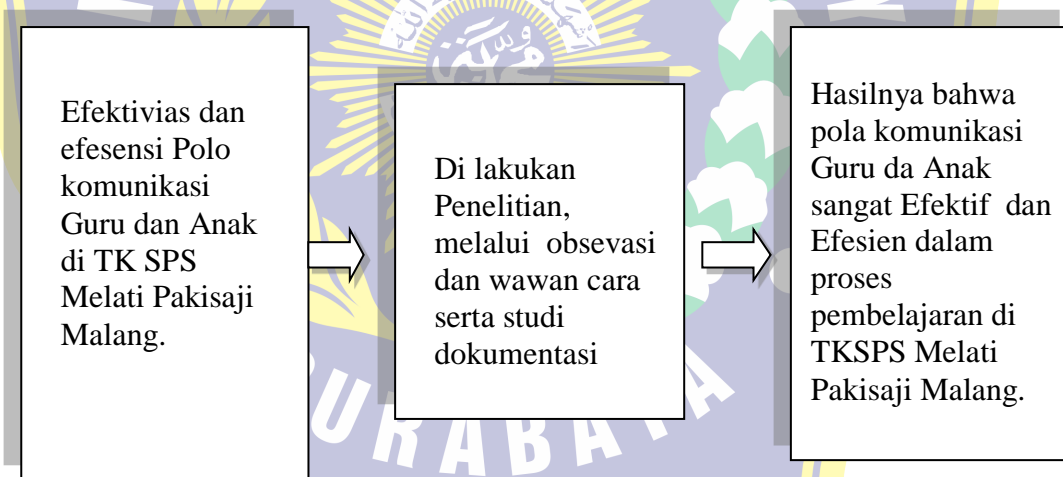 Efektivias dan
efesensi Polo
komunikasi
Guru dan Anak
di TK SPS
Melati Pakisaji
Malang.
Di lakukan
Penelitian,
melalui obsevasi
dan wawan cara
serta studi
dokumentasi
Hasilnya bahwa
pola komunikasi
Guru da Anak
sangat Efektif dan
Efesien dalam
proses
pembelajaran di
TKSPS Melati
Pakisaji Malang.
URABAYA